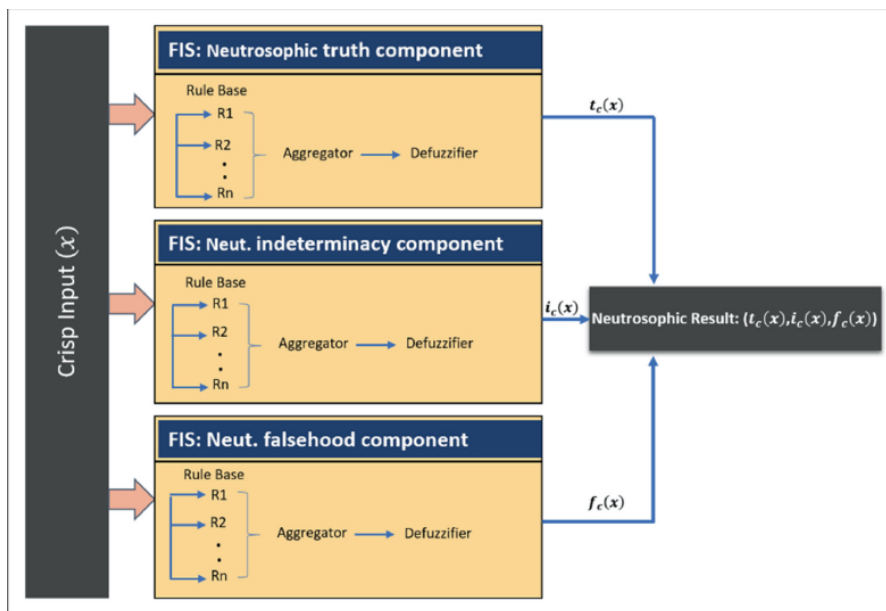 Crisp Input (x)
FIS: Neutrosophic truth component
Rule Base
R1
R2
Rn
Aggregator
Defuzzifier
t_c(x)
FIS: Neut. indeterminacy component
Rule Base
R1
R2
Rn
Aggregator
Defuzzifier
i_c(x)
Neutrosophic Result: (t_c(x),i_c(x),f_c(x))
FIS: Neut. falsehood component
Rule Base
R1
R2
Rn
Aggregator
Defuzzifier
f_c(x)